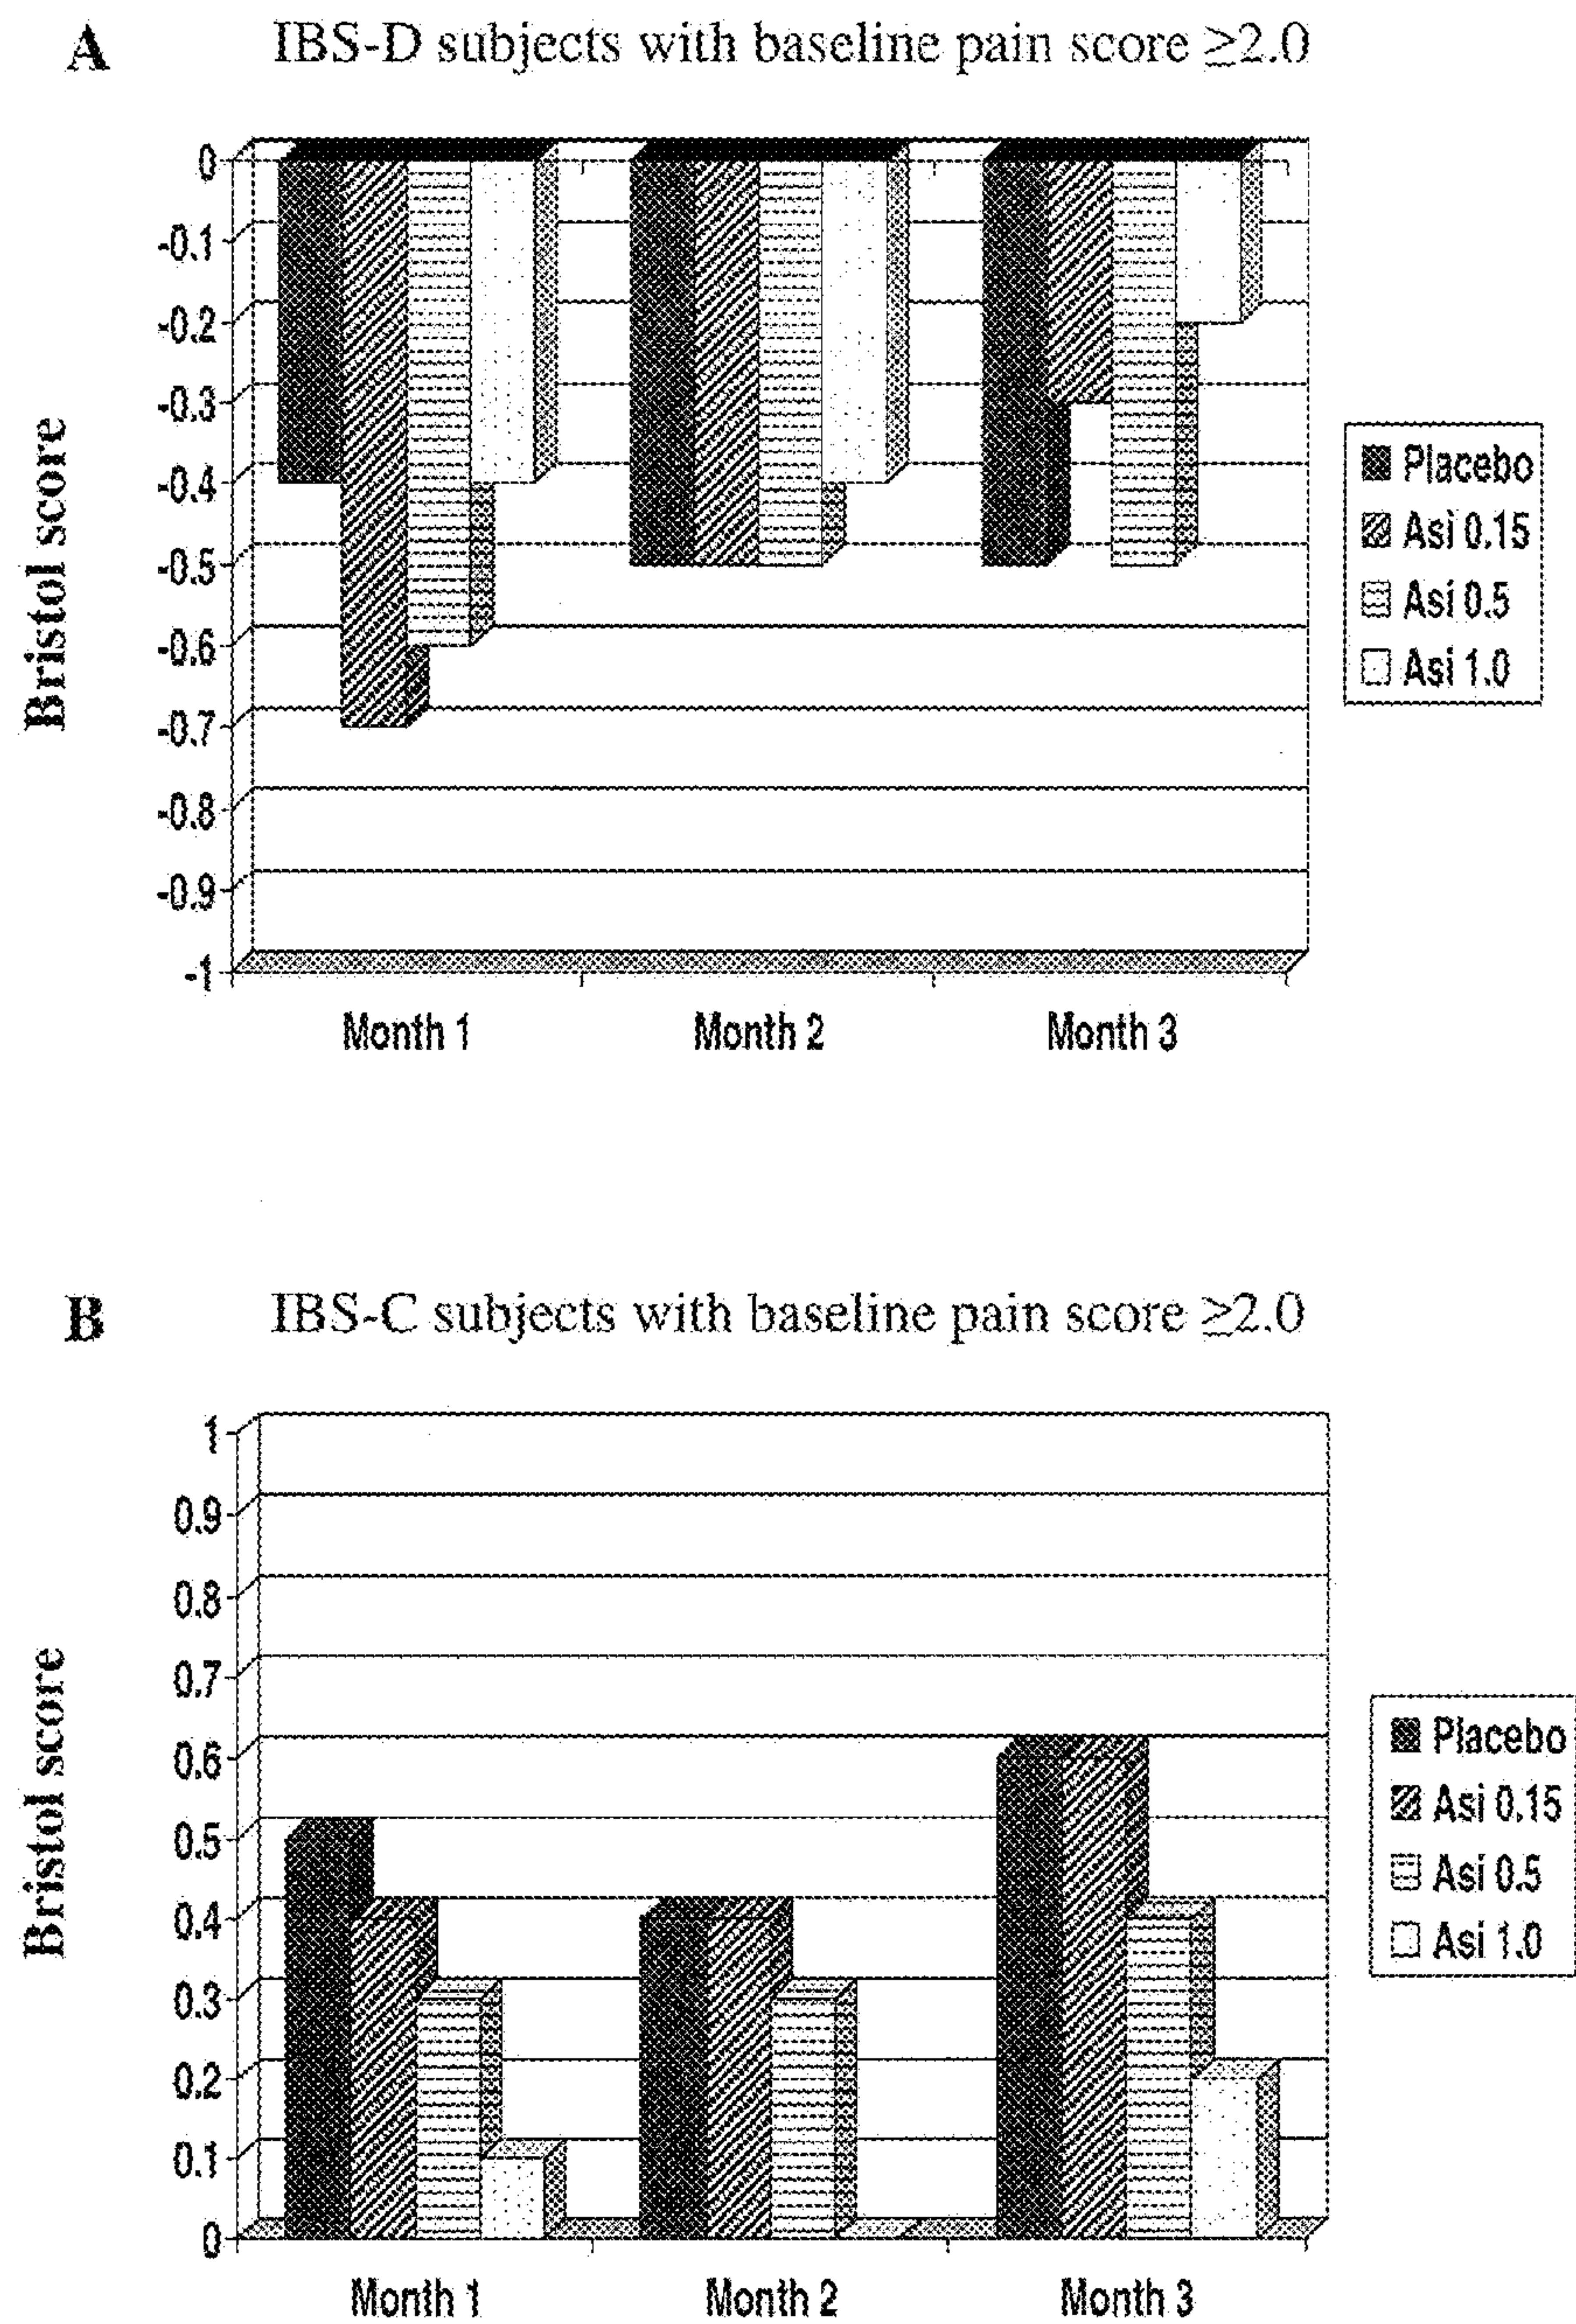 A
IBS-D subjects with baseline pain score ≥2.0
0
-0.1
-0.2
-0.3
-0.4
-0.5
-0.6
-0.7
-0.8
-0.9
-1
Bristol score
Month 1
Month 2
Month 3
Placebo
Asi 0.15
Asi 0.5
Asi 1.0
B
IBS-C subjects with baseline pain score ≥2.0
1
0.9
0.8
0.7
0.6
0.5
0.4
0.3
0.2
0.1
0
Bristol score
Month 1
Month 2
Month 3
Placebo
Asi 0.15
Asi 0.5
Asi 1.0